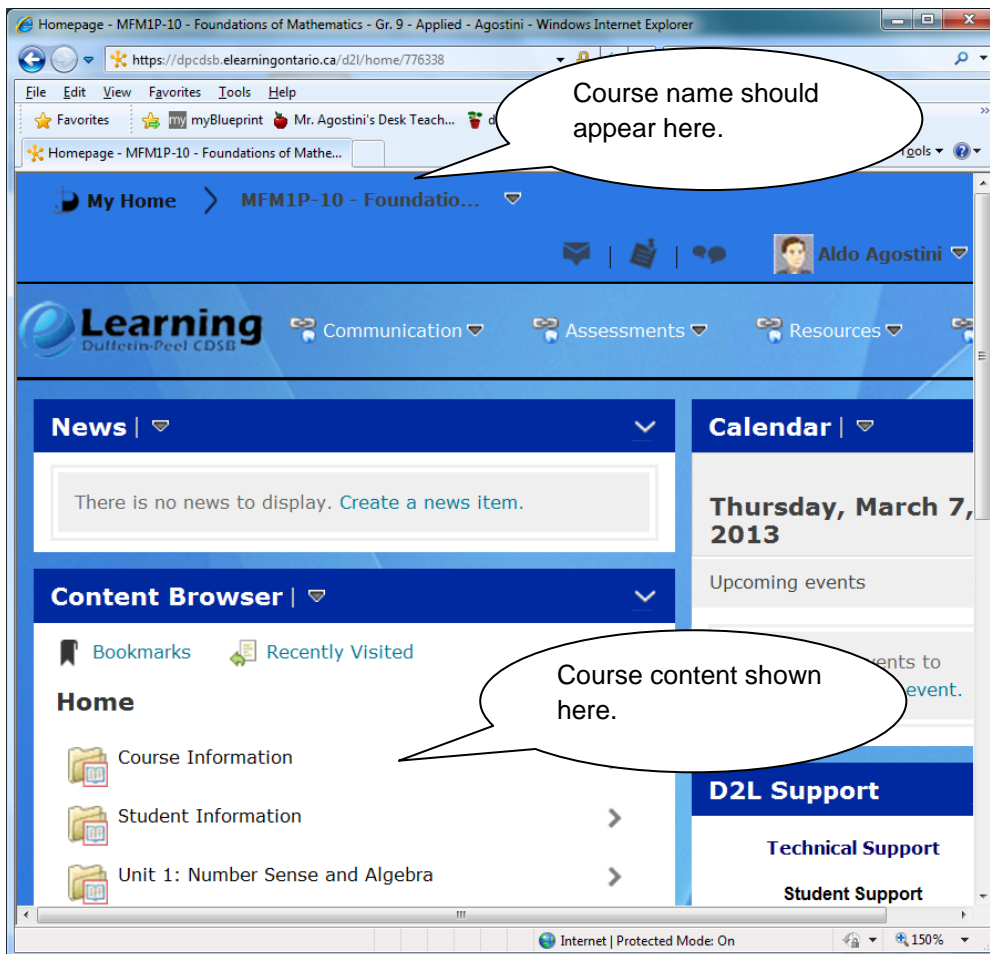 Homepage - MFM1P-10 - Foundations of Mathematics - Gr. 9 - Applied - Agostini - Windows Internet Explorer
https://dpcdsb.elearningontario.ca/d2l/home/776338
File Edit View Favorites Tools Help
Favorites my myBlueprint Mr. Agostini's Desk Teach... d
Homepage - MFM1P-10 - Foundations of Mathe... Tools
Course name should
appear here.
My Home MFM1P-10 - Foundatio...
Aldo Agostini
Learning Communication Assessments Resources
Dufferin-Peel CDSB
News |
There is no news to display. Create a news item.
Content Browser |
Bookmarks Recently Visited
Home
Course Information
Student Information
Unit 1: Number Sense and Algebra
Course content shown
here.
Calendar |
Thursday, March 7,
2013
Upcoming events
to
event.
D2L Support
Technical Support
Student Support
Internet | Protected Mode: On 150%